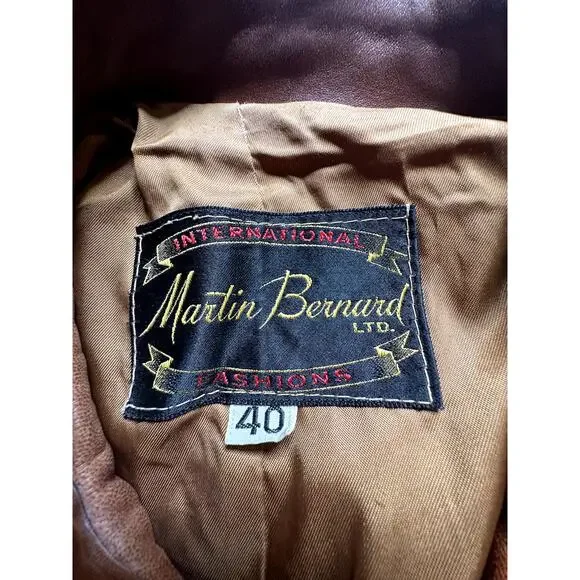 INTERNATIONAL
Martin Bernard
LTD.
FASHIONS
40